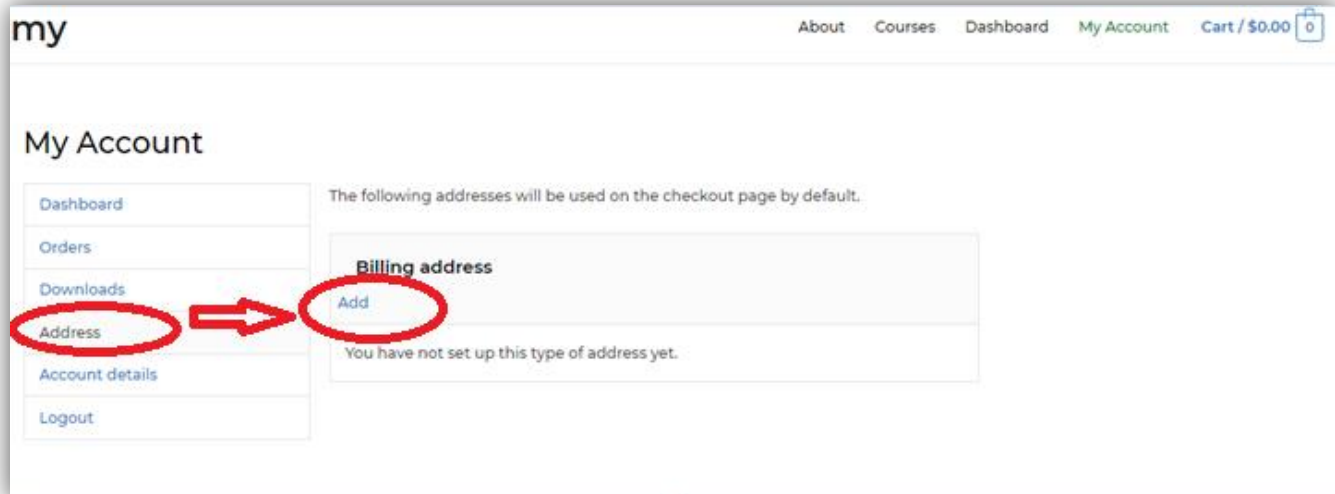 my
About Courses Dashboard My Account Cart / $0.00 0
My Account
Dashboard
Orders
Downloads
Address
Account details
Logout
The following addresses will be used on the checkout page by default.
Billing address
Add
You have not set up this type of address yet.